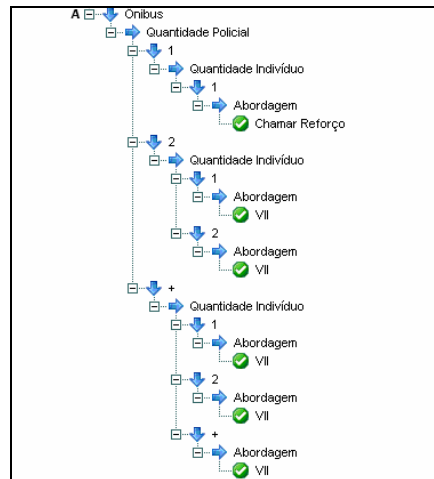 A Onibus
Quantidade Policial
1
Quantidade Indivíduo
1
Abordagem
Chamar Reforço
2
Quantidade Indivíduo
1
Abordagem
VII
2
Abordagem
VII
+
Quantidade Indivíduo
1
Abordagem
VII
2
Abordagem
VII
+
Abordagem
VII